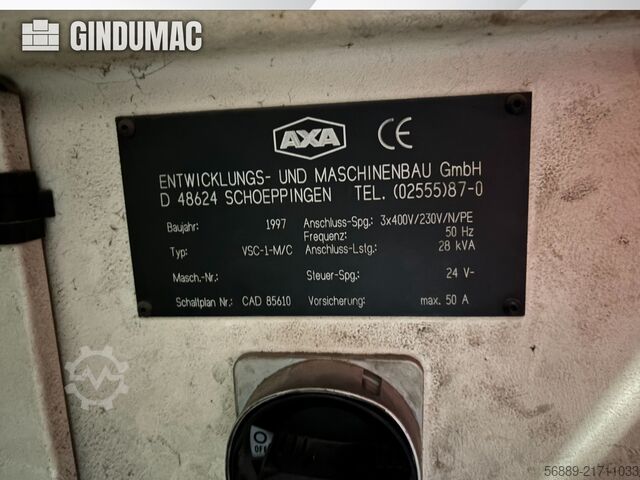 GINDUMAC
AXA CE
ENTWICKLUNGS- UND MASCHINENBAU GmbH
D 48624 SCHOEPPINGEN TEL. (02555)87-0
Baujahr: 1997 Anschluss-Spg.: 3x400V/230V/N/PE
Frequenz: 50 Hz
Typ: VSC-1-M/C Anschluss-Lstg.: 28 kVA
Masch.-Nr.: Steuer-Spg.: 24 V-
Schaltplan Nr.: CAD 85610 Vorsicherung: max. 50 A
O OFF
56889-21711033